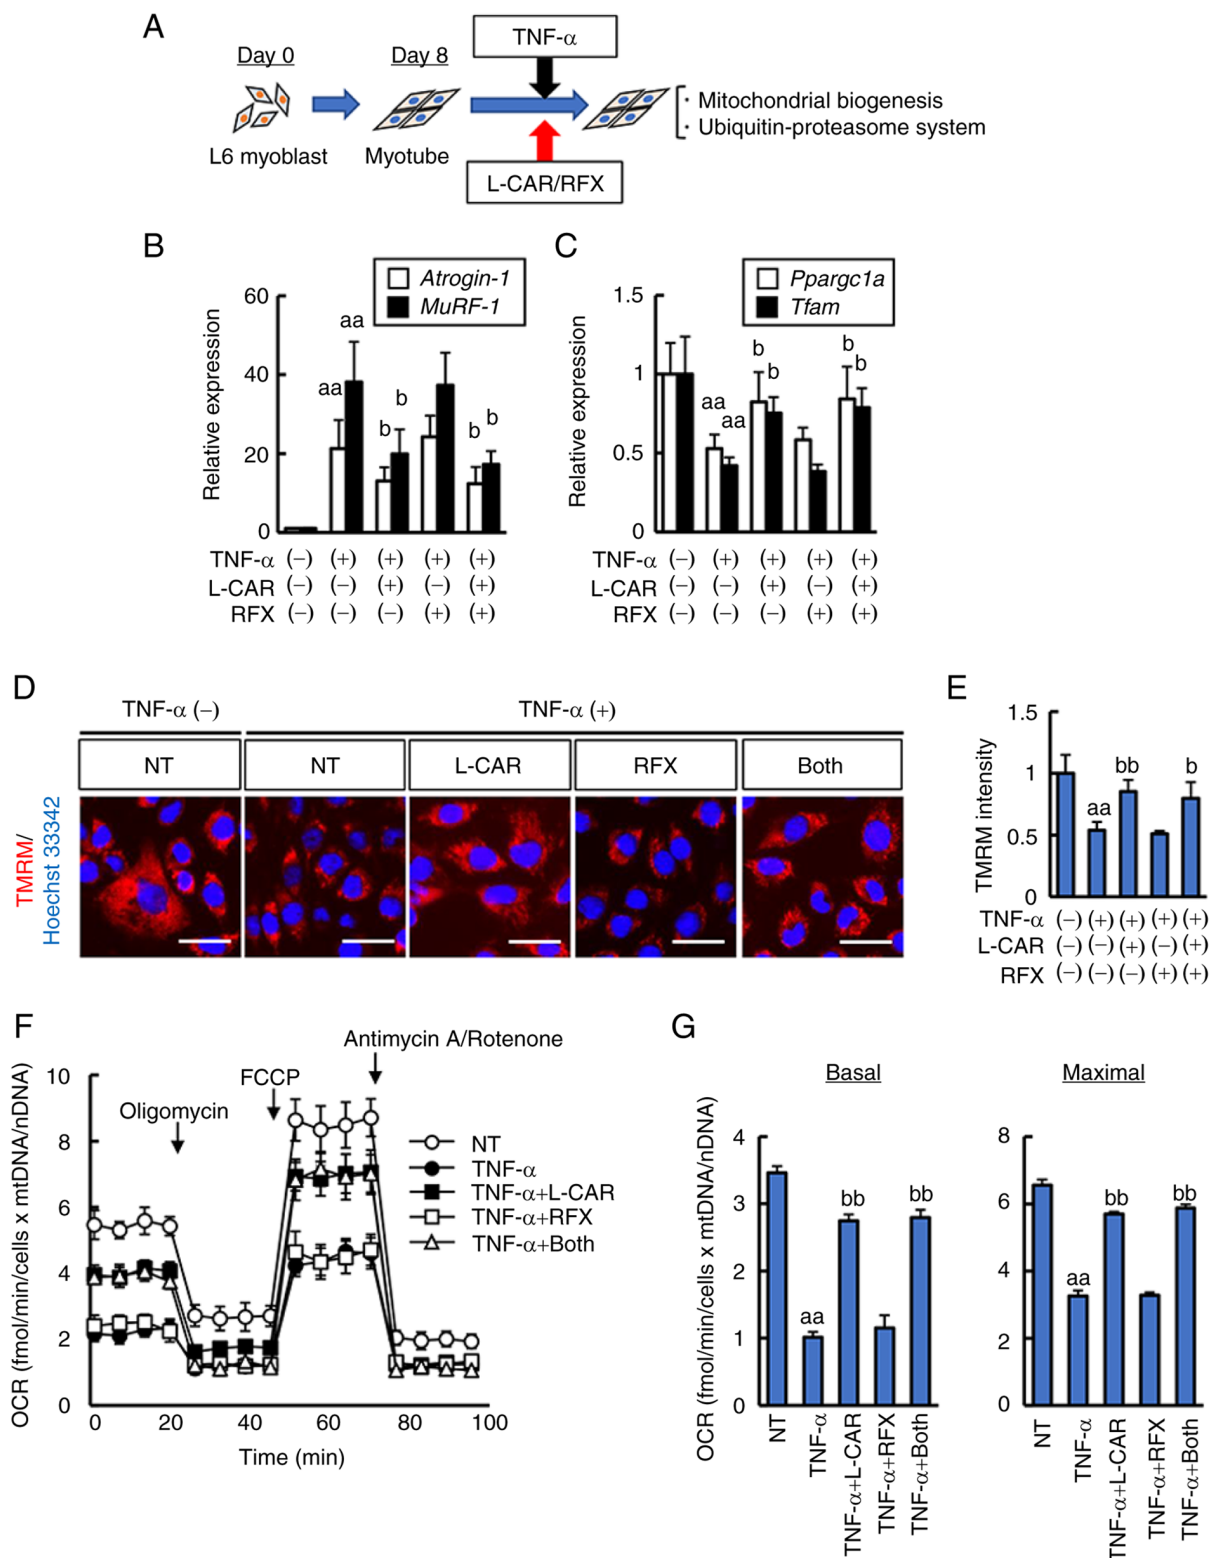 A
Day 0
Day 8
TNF-α
L6 myoblast
Myotube
L-CAR/RFX
· Mitochondrial biogenesis
· Ubiquitin-proteasome system
B
Atrogin-1
MuRF-1
Relative expression
60
40
20
0
aa
aa
b
b
b
b
TNF-α (−) (+) (+) (+) (+)
L-CAR (−) (−) (+) (−) (+)
RFX (−) (−) (−) (+) (+)
C
Ppargc1a
Tfam
Relative expression
1.5
1
0.5
0
aa
aa
b
b
b
b
TNF-α (−) (+) (+) (+) (+)
L-CAR (−) (−) (+) (−) (+)
RFX (−) (−) (−) (+) (+)
D
TNF-α (−)
TNF-α (+)
NT
NT
L-CAR
RFX
Both
TMRM/
Hoechst 33342
E
TMRM intensity
1.5
1
0.5
0
aa
bb
b
TNF-α (−) (+) (+) (+) (+)
L-CAR (−) (−) (+) (−) (+)
RFX (−) (−) (−) (+) (+)
F
OCR (fmol/min/cells x mtDNA/nDNA)
10
8
6
4
2
0
Oligomycin
FCCP
Antimycin A/Rotenone
NT
TNF-α
TNF-α+L-CAR
TNF-α+RFX
TNF-α+Both
0 20 40 60 80 100
Time (min)
G
OCR (fmol/min/cells x mtDNA/nDNA)
Basal
4
3
2
1
0
aa
bb
bb
NT
TNF-α
TNF-α+L-CAR
TNF-α+RFX
TNF-α+Both
Maximal
8
6
4
2
0
aa
bb
bb
NT
TNF-α
TNF-α+L-CAR
TNF-α+RFX
TNF-α+Both